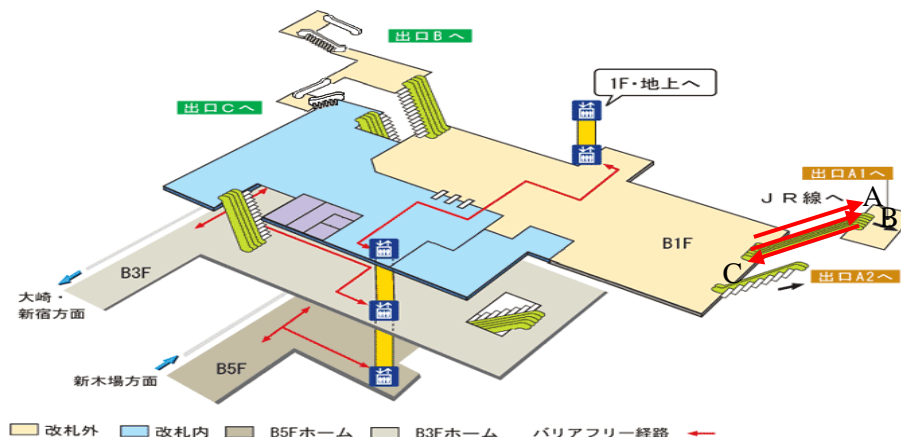 出口Bへ
出口Cへ
1F・地上へ
出口A1へ
JR線へ
A
B
B1F
C
出口A2へ
B3F
大崎・
新宿方面
新木場方面
B5F
改札外 改札内 B5Fホーム B3Fホーム バリアフリー経路